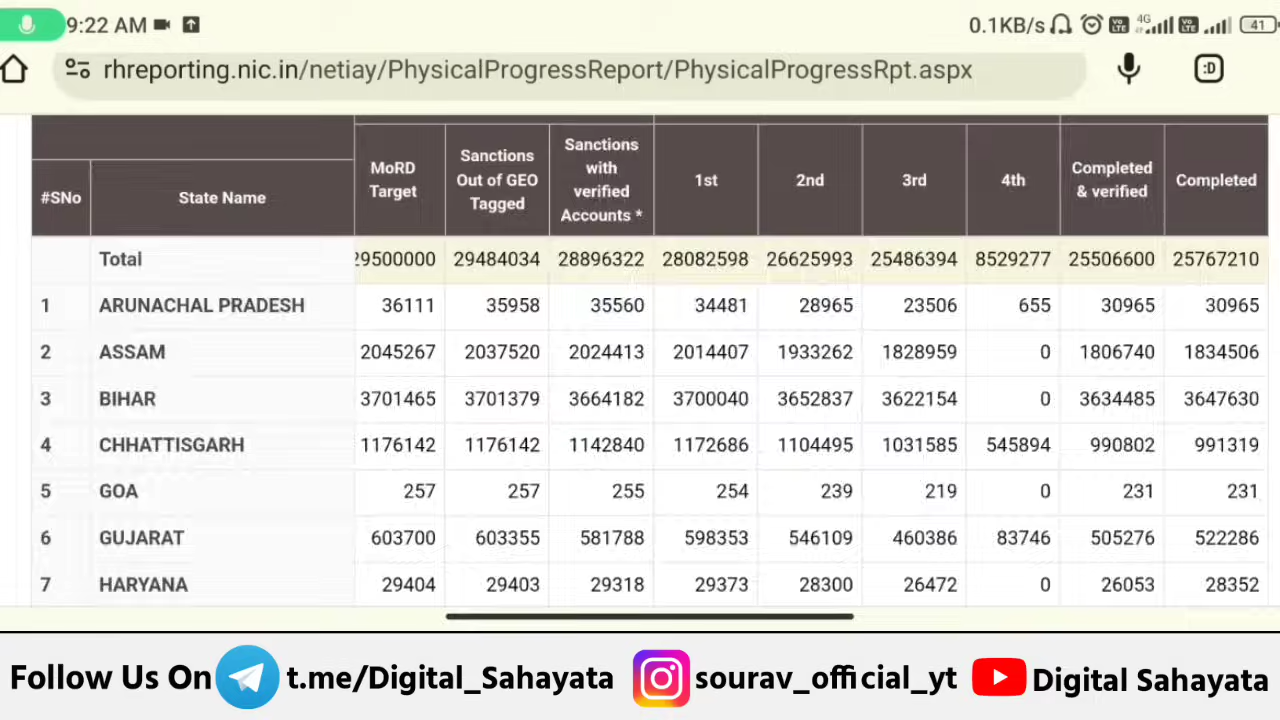 9:22 AM 0.1KB/s 4G Vo LTE Vo LTE 41
rhreporting.nic.in/netiay/PhysicalProgressReport/PhysicalProgressRpt.aspx :D
#SNo State Name MoRD Target Sanctions Out of GEO Tagged Sanctions with verified Accounts * 1st 2nd 3rd 4th Completed & verified Completed
Total 29500000 29484034 28896322 28082598 26625993 25486394 8529277 25506600 25767210
1 ARUNACHAL PRADESH 36111 35958 35560 34481 28965 23506 655 30965 30965
2 ASSAM 2045267 2037520 2024413 2014407 1933262 1828959 0 1806740 1834506
3 BIHAR 3701465 3701379 3664182 3700040 3652837 3622154 0 3634485 3647630
4 CHHATTISGARH 1176142 1176142 1142840 1172686 1104495 1031585 545894 990802 991319
5 GOA 257 257 255 254 239 219 0 231 231
6 GUJARAT 603700 603355 581788 598353 546109 460386 83746 505276 522286
7 HARYANA 29404 29403 29318 29373 28300 26472 0 26053 28352
Follow Us On t.me/Digital_Sahayata sourav_official_yt Digital Sahayata